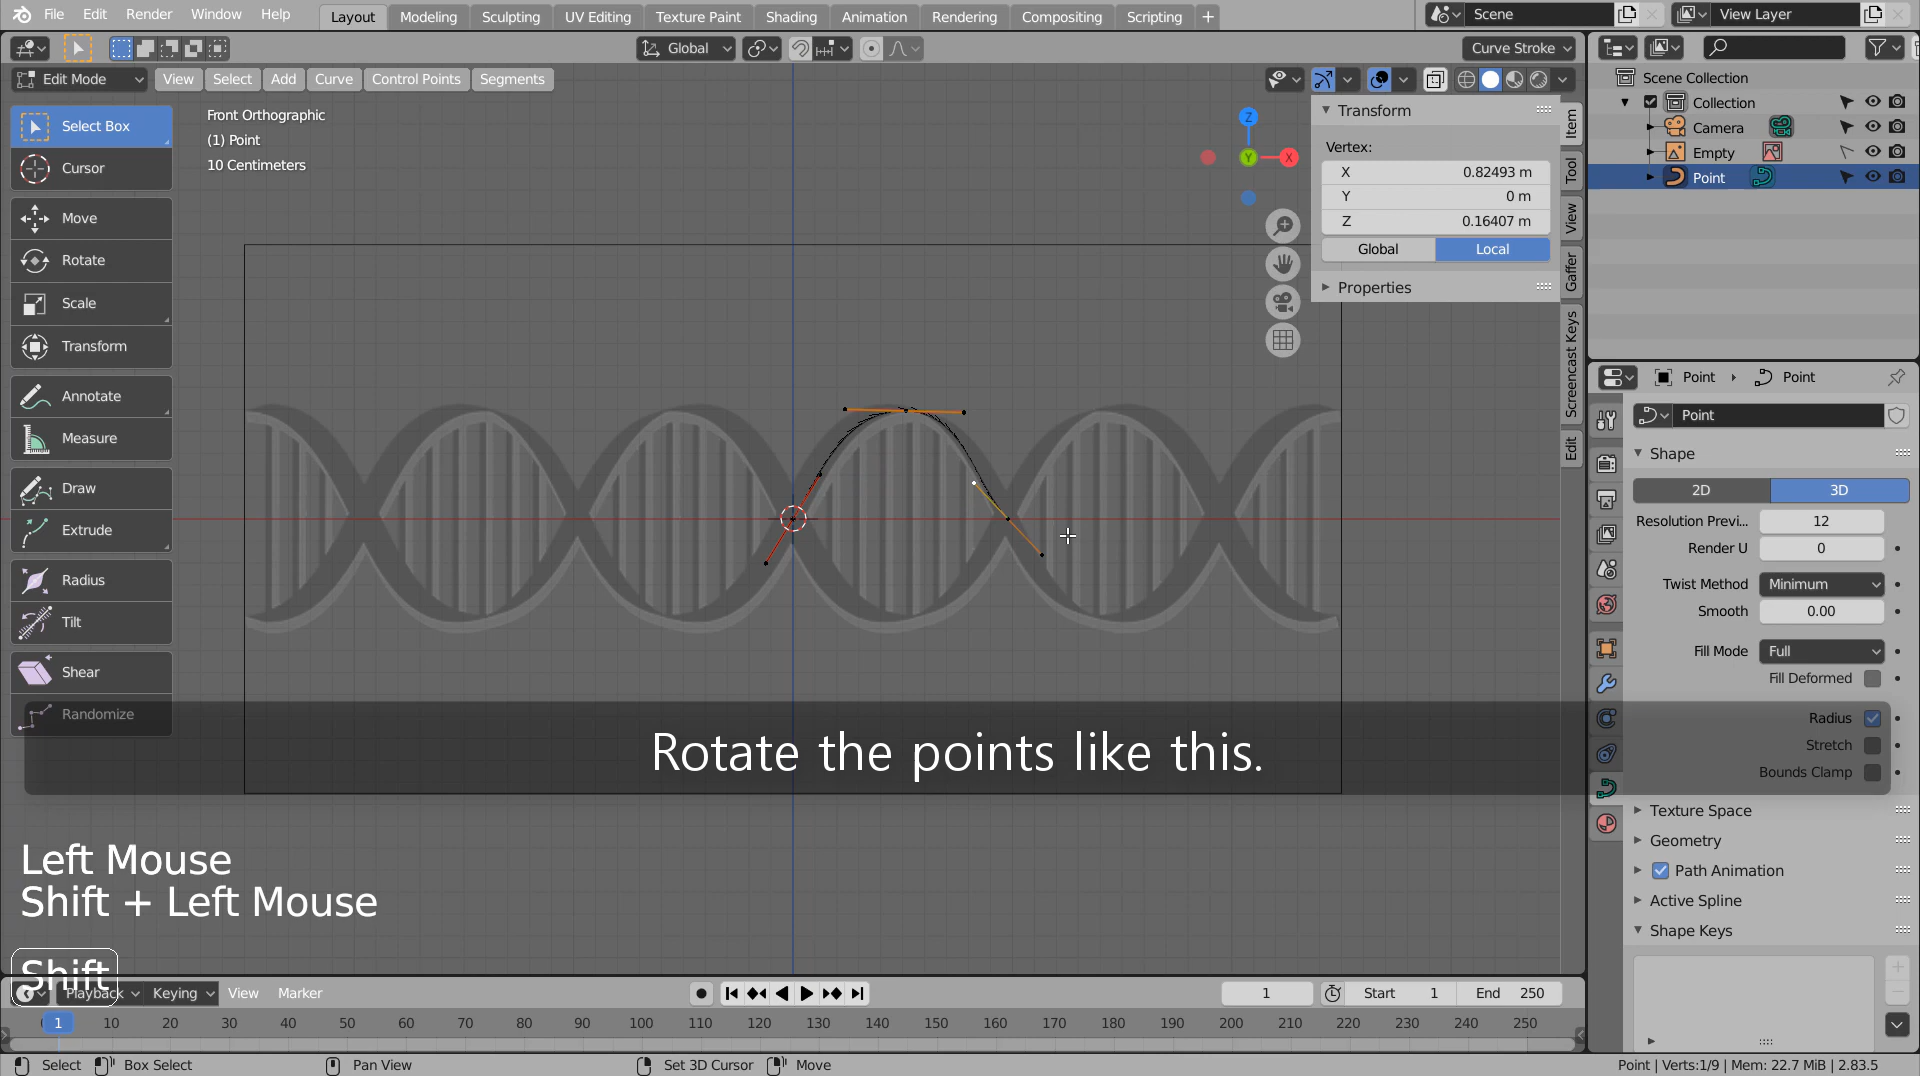 File Edit Render Window Help Layout Modeling Sculpting UV Editing Texture Paint Shading Animation Rendering Compositing Scripting + Scene View Layer
Global Curve Stroke
Edit Mode View Select Add Curve Control Points Segments
Select Box
Cursor
Move
Rotate
Scale
Transform
Annotate
Measure
Draw
Extrude
Radius
Tilt
Shear
Randomize
Front Orthographic
(1) Point
10 Centimeters
Z
Y
X
Transform
Vertex:
X 0.82493 m
Y 0 m
Z 0.16407 m
Global Local
Properties
Item
Tool
View
Gaffer
Screencast Keys
Edit
Scene Collection
Collection
Camera
Empty
Point
Point Point
Point
Shape
2D 3D
Resolution Previ... 12
Render U 0
Twist Method Minimum
Smooth 0.00
Fill Mode Full
Fill Deformed
Radius
Stretch
Bounds Clamp
Texture Space
Geometry
Path Animation
Active Spline
Shape Keys
Rotate the points like this.
Left Mouse
Shift + Left Mouse
Shift
Playback Keying View Marker 1 Start 1 End 250
1 10 20 30 40 50 60 70 80 90 100 110 120 130 140 150 160 170 180 190 200 210 220 230 240 250
Select Box Select Pan View Set 3D Cursor Move Point | Verts:1/9 | Mem: 22.7 MiB | 2.83.5